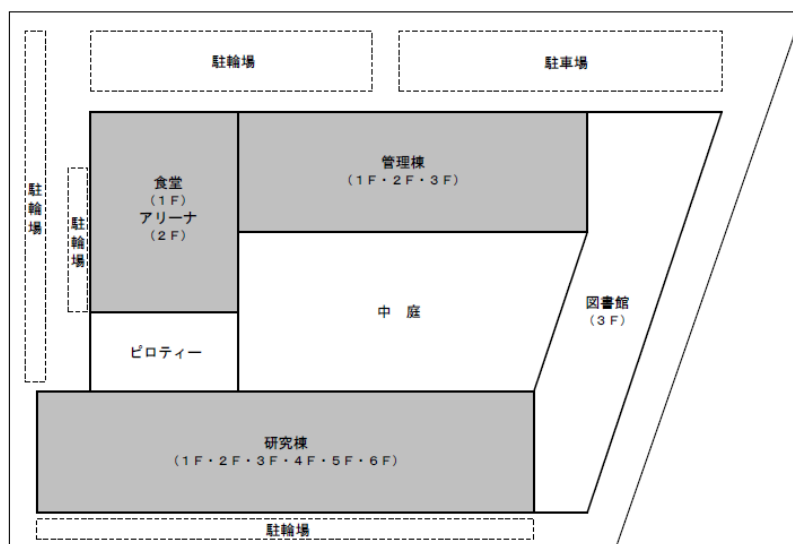 駐輪場
駐車場
駐輪場
駐輪場
食堂
(1F)
アリーナ
(2F)
管理棟
(1F・2F・3F)
中 庭
図書館
(3F)
ピロティー
研究棟
(1F・2F・3F・4F・5F・6F)
駐輪場